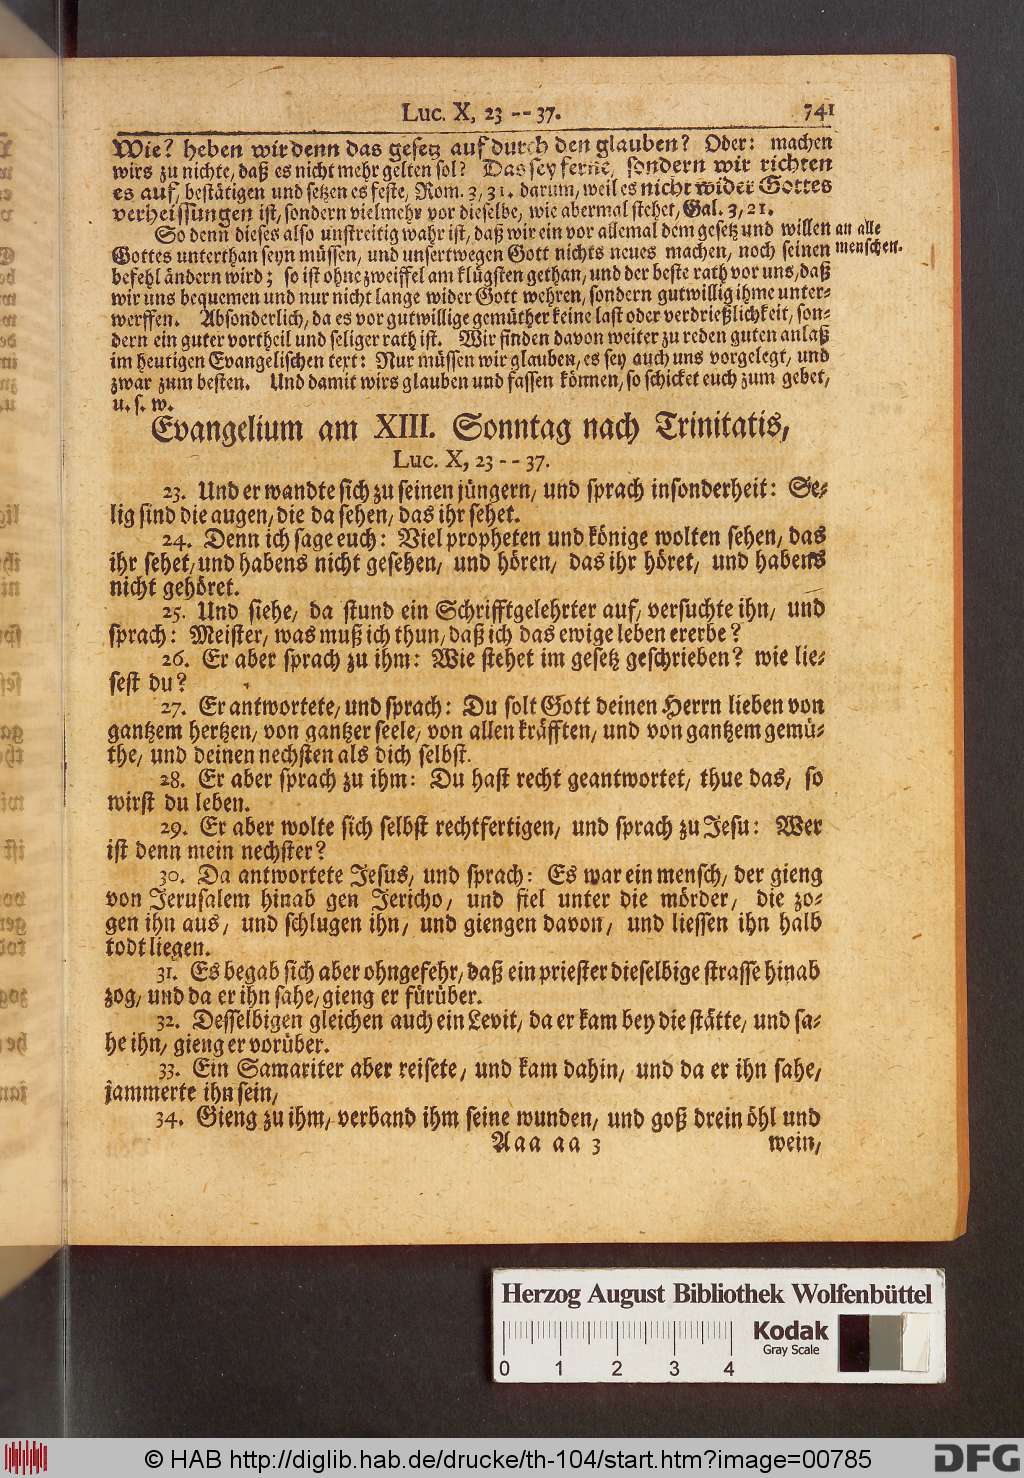 Luc. X, 23 -- 37. 741
Wie? heben wir denn das gesetz auf durch den glauben? Oder: machen
wirs zu nichte, daß es nicht mehr gelten sol? Das sey ferne, sondern wir richten
es auf, bestätigen und setzen es feste, Rom. 3, 31. darum, weil es nicht wider Gottes
verheissungen ist, sondern vielmehr vor dieselbe, wie abermal stehet, Gal. 3, 21.
So denn dieses also unstreitig wahr ist, daß wir ein vor allemal dem gesetz und willen
an alle
Gottes unterthan seyn müssen, und unsertwegen Gott nichts neues machen, noch seinen
menschen.
befehl ändern wird; so ist ohne zweiffel am klügsten gethan, und der beste rath vor uns, daß
wir uns bequemen und nur nicht lange wider Gott wehren, sondern gutwillig ihme unter-
werffen. Absonderlich, da es vor gutwillige gemüther keine last oder verdrießlichkeit, son-
dern ein guter vortheil und seliger rath ist. Wir finden davon weiter zu reden guten anlaß
im heutigen Evangelischen text: Nur müssen wir glauben, es sey auch uns vorgelegt, und
zwar zum besten. Und damit wirs glauben und fassen können, so schicket euch zum gebet,
u. s. w.
Evangelium am XIII. Sonntag nach Trinitatis,
Luc. X, 23 - - 37.
23. Und er wandte sich zu seinen jüngern, und sprach insonderheit: Se-
lig sind die augen, die da sehen, das ihr sehet.
24. Denn ich sage euch: Viel propheten und könige wolten sehen, das
ihr sehet, und habens nicht gesehen, und hören, das ihr höret, und habens
nicht gehöret.
25. Und siehe, da stund ein Schrifftgelehrter auf, versuchte ihn, und
sprach: Meister, was muß ich thun, daß ich das ewige leben ererbe?
26. Er aber sprach zu ihm: Wie stehet im gesetz geschrieben? wie lie-
sest du?
27. Er antwortete, und sprach: Du solt Gott deinen Herrn lieben von
gantzem hertzen, von gantzer seele, von allen kräfften, und von gantzem gemü-
the, und deinen nechsten als dich selbst.
28. Er aber sprach zu ihm: Du hast recht geantwortet, thue das, so
wirst du leben.
29. Er aber wolte sich selbst rechtfertigen, und sprach zu Jesu: Wer
ist denn mein nechster?
30. Da antwortete Jesus, und sprach: Es war ein mensch, der gieng
von Jerusalem hinab gen Jericho, und fiel unter die mörder, die zo-
gen ihn aus, und schlugen ihn, und giengen davon, und liessen ihn halb
todt liegen.
31. Es begab sich aber ohngefehr, daß ein priester dieselbige strasse hinab
zog, und da er ihn sahe, gieng er fürüber.
32. Desselbigen gleichen auch ein Levit, da er kam bey die stätte, und sa-
he ihn, gieng er vorüber.
33. Ein Samariter aber reisete, und kam dahin, und da er ihn sahe,
jammerte ihn sein,
34. Gieng zu ihm, verband ihm seine wunden, und goß drein öhl und
Aaa aa 3 wein,
Herzog August Bibliothek Wolfenbüttel
Kodak
Gray Scale
0 1 2 3 4
© HAB http://diglib.hab.de/drucke/th-104/start.htm?image=00785
DFG